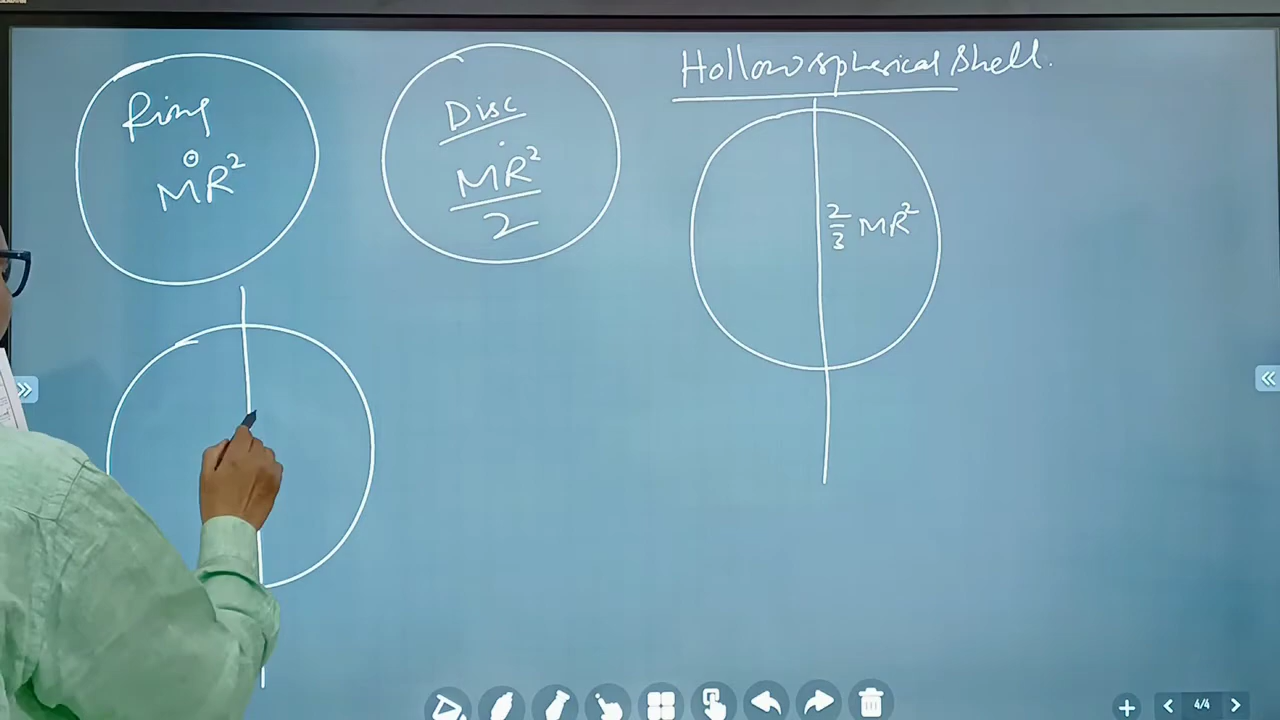 Ring
MR²
Disc
MR²
2
Hollow spherical shell.
2/3 MR²
4/4